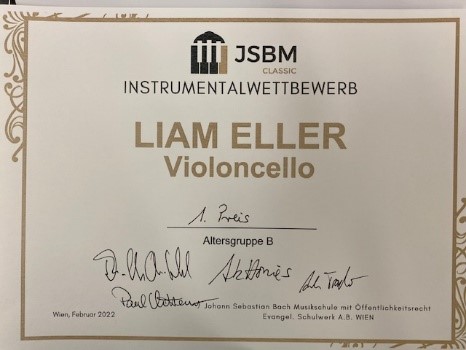 JSBM
CLASSIC
INSTRUMENTALWETTBEWERB
LIAM ELLER
Violoncello
1. Preis
Altersgruppe B
Paul
Johann Sebastian Bach Musikschule mit Öffentlichkeitsrecht
Wien, Februar 2022
Evangel. Schulwerk A.B. WIEN